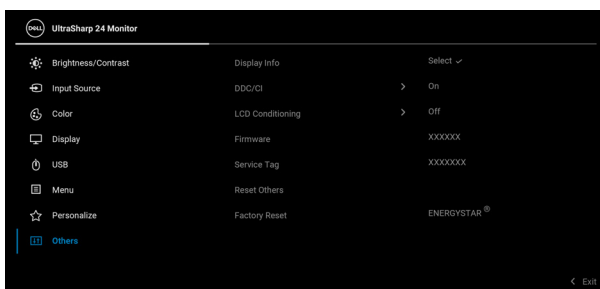 DELL UltraSharp 24 Monitor
Brightness/Contrast Display Info Select ✓
Input Source DDC/CI > On
Color LCD Conditioning > Off
Display Firmware XXXXXX
USB Service Tag XXXXXXX
Menu Reset Others
Personalize Factory Reset ENERGYSTAR ®
Others
< Exit